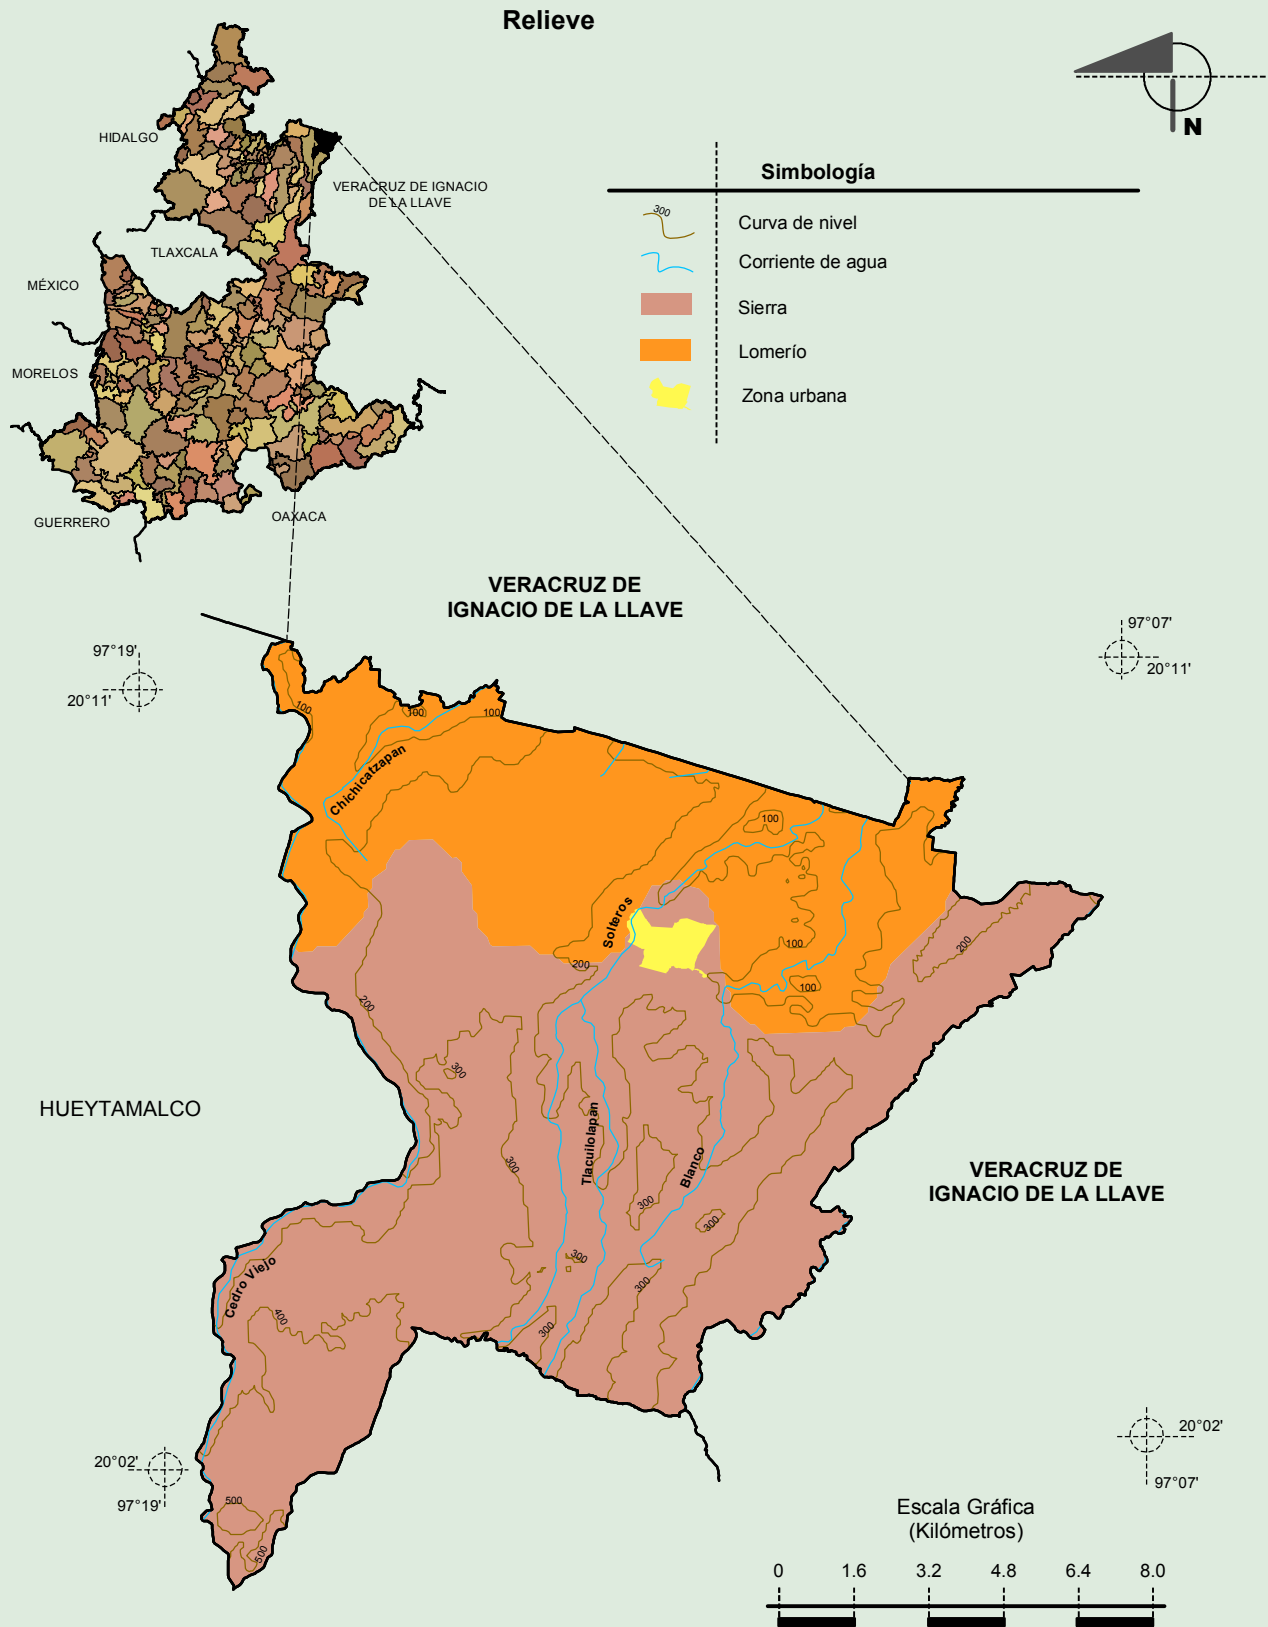 Relieve
N
HIDALGO
VERACRUZ DE IGNACIO
DE LA LLAVE
TLAXCALA
MÉXICO
MORELOS
GUERRERO
OAXACA
Simbología
300
Curva de nivel
Corriente de agua
Sierra
Lomerío
Zona urbana
VERACRUZ DE
IGNACIO DE LA LLAVE
97°19'
20°11'
97°07'
20°11'
100
100
100
Chichicatzapan
100
Solteros
100
200
200
100
200
300
HUEYTAMALCO
Tlacuilolapan
Blanco
300
300
300
VERACRUZ DE
IGNACIO DE LA LLAVE
300
300
Cedro Viejo
400
300
20°02'
97°19'
20°02'
97°07'
500
500
Escala Gráfica
(Kilómetros)
0 1.6 3.2 4.8 6.4 8.0